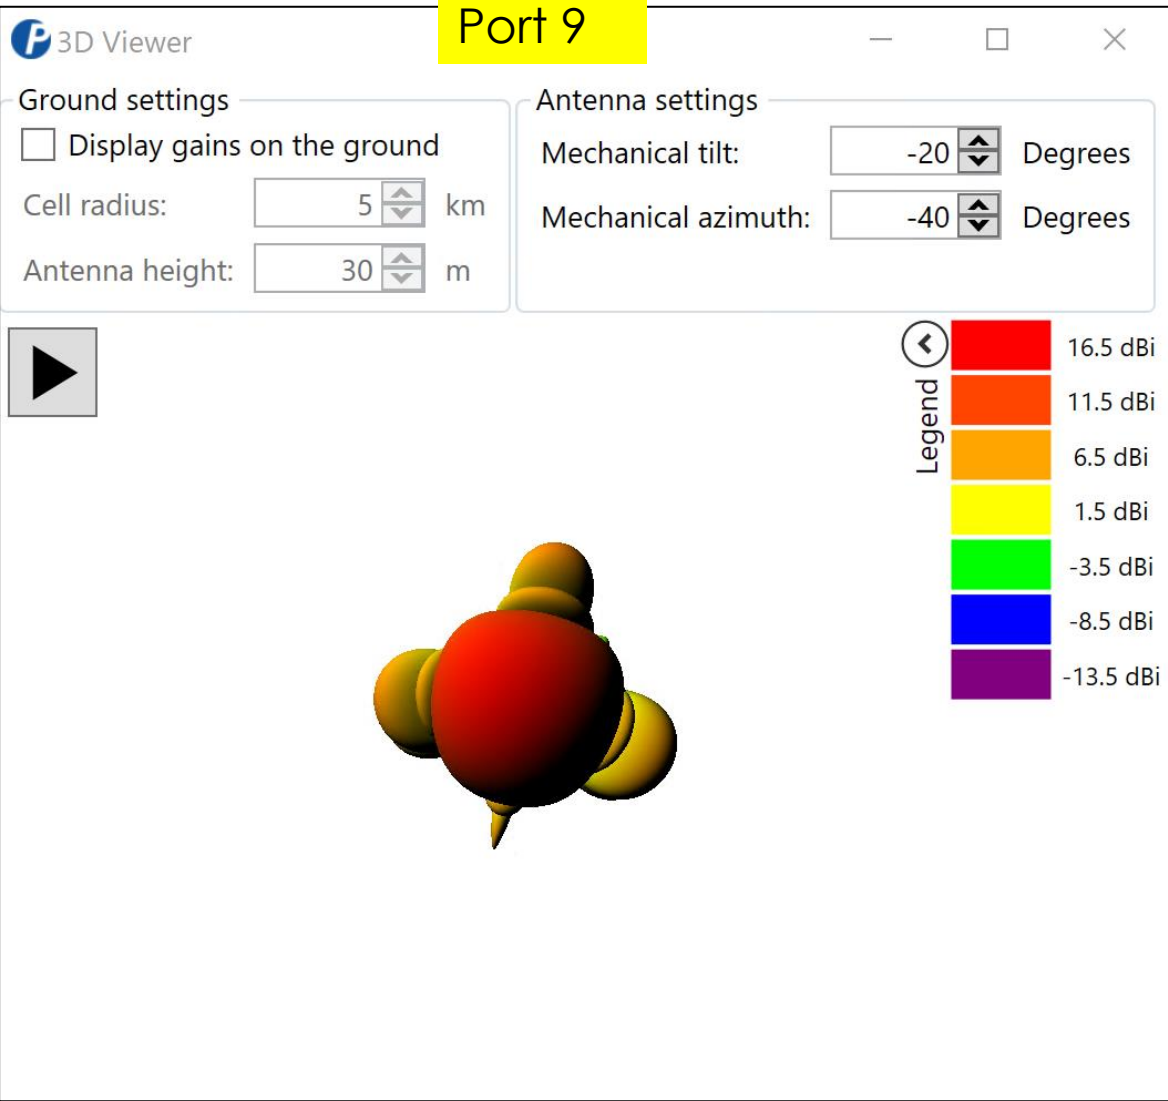 Port 9
3D Viewer
Ground settings
Display gains on the ground
Cell radius: 5 km
Antenna height: 30 m
Antenna settings
Mechanical tilt: -20 Degrees
Mechanical azimuth: -40 Degrees
Legend
16.5 dBi
11.5 dBi
6.5 dBi
1.5 dBi
-3.5 dBi
-8.5 dBi
-13.5 dBi